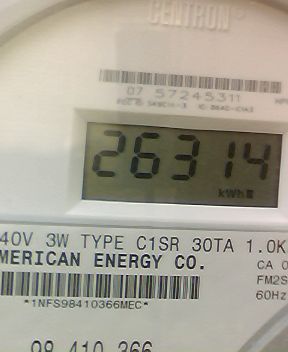 CENTRON®
07 57245311
26314
kWh
40V 3W TYPE C1SR 30TA 1.0K
MERICAN ENERGY CO.
CA 0
FM2S
60Hz
*1NFS98410366MEC*
98 410 366